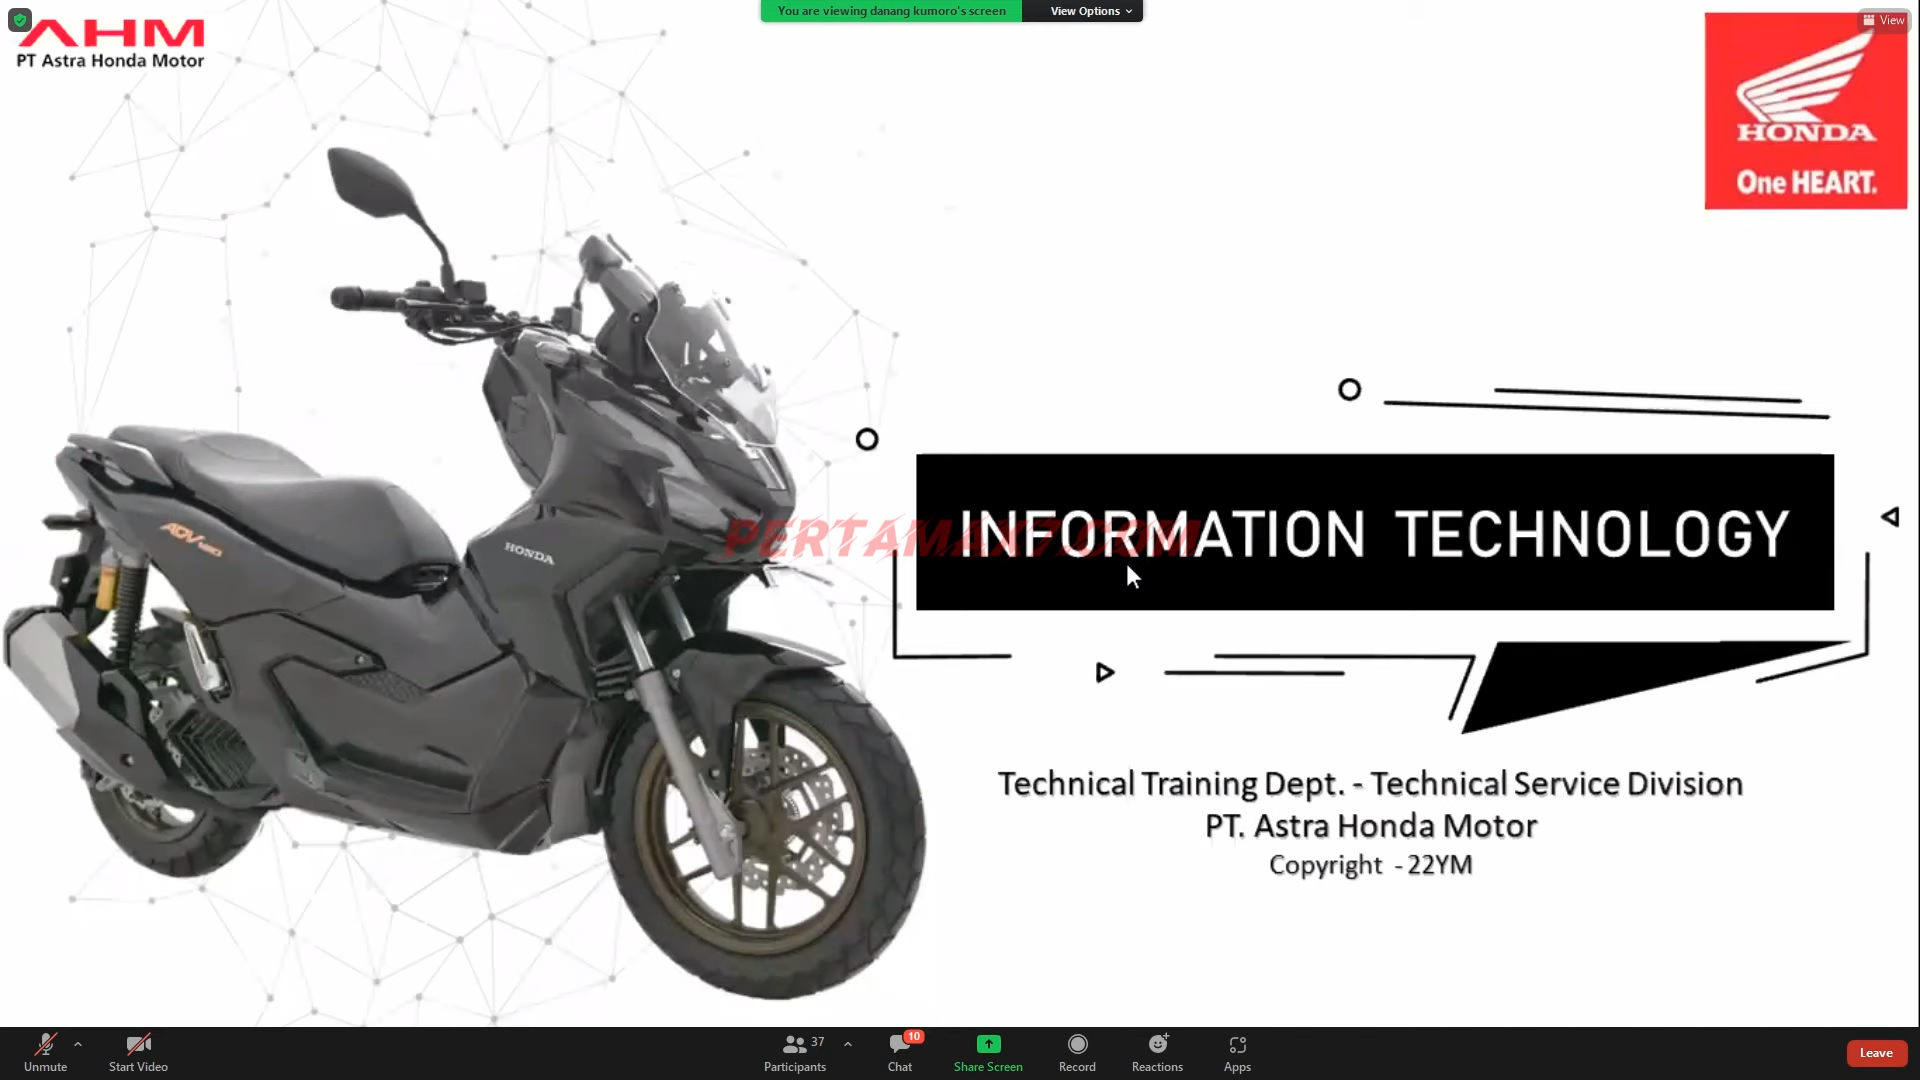 You are viewing danang kumoro's screen
View Options
View
AHM
PT Astra Honda Motor
HONDA
One HEART.
ADV 160
HONDA
PERTAMAX7.COM
INFORMATION TECHNOLOGY
Technical Training Dept. - Technical Service Division
PT. Astra Honda Motor
Copyright - 22YM
Unmute
Start Video
37
Participants
10
Chat
Share Screen
Record
Reactions
Apps
Leave